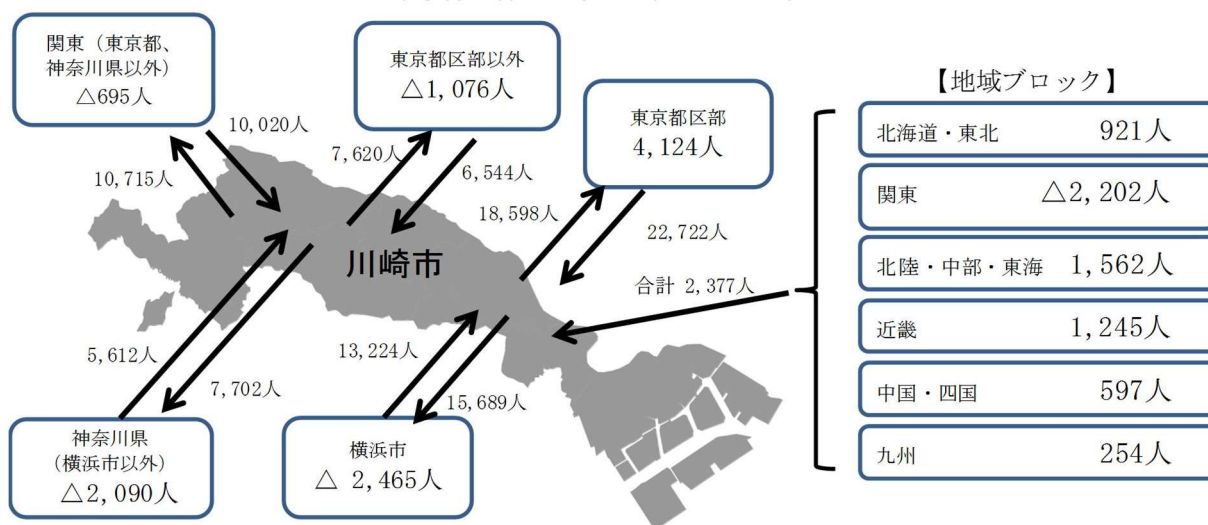 関東（東京都、
神奈川県以外）
△695人
東京都区部以外
△1,076人
東京都区部
4,124人
10,020人
10,715人
7,620人
6,544人
18,598人
22,722人
川崎市
合計 2,377人
5,612人
7,702人
13,224人
15,689人
神奈川県
（横浜市以外）
△2,090人
横浜市
△ 2,465人
【地域ブロック】
北海道・東北 921人
関東 △2,202人
北陸・中部・東海 1,562人
近畿 1,245人
中国・四国 597人
九州 254人